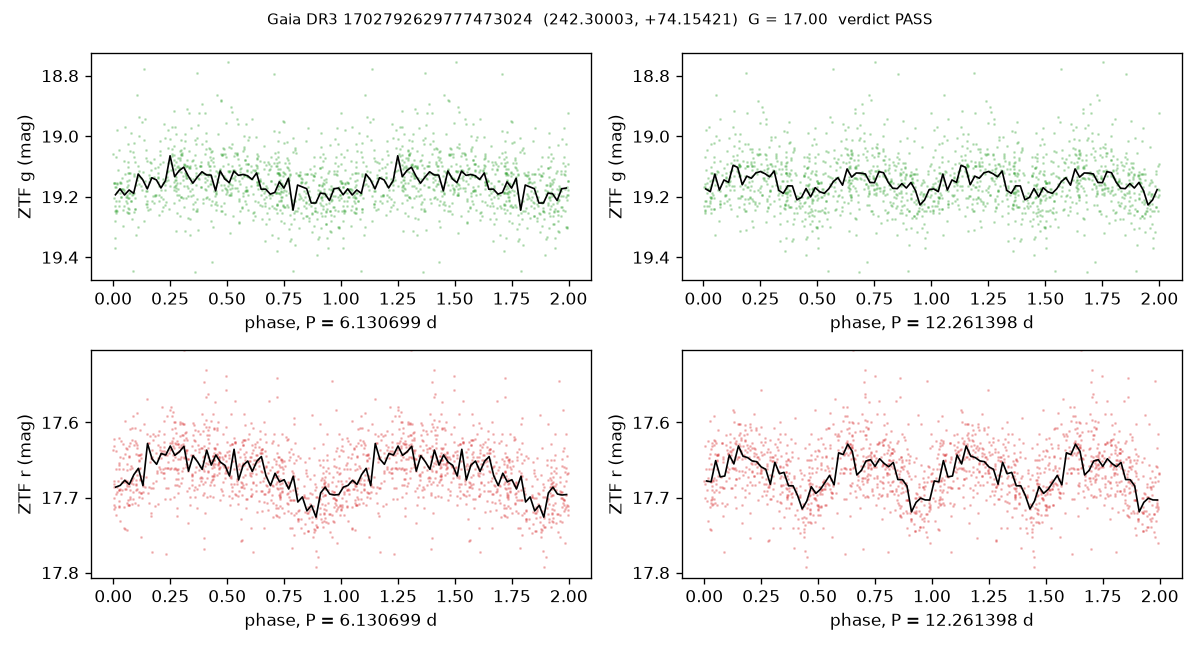 Gaia DR3 1702792629777473024 (242.30003, +74.15421) G = 17.00 verdict PASS
ZTF g (mag)
18.8
19.0
19.2
19.4
0.00 0.25 0.50 0.75 1.00 1.25 1.50 1.75 2.00
phase, P = 6.130699 d
ZTF g (mag)
18.8
19.0
19.2
19.4
0.00 0.25 0.50 0.75 1.00 1.25 1.50 1.75 2.00
phase, P = 12.261398 d
ZTF r (mag)
17.6
17.7
17.8
0.00 0.25 0.50 0.75 1.00 1.25 1.50 1.75 2.00
phase, P = 6.130699 d
ZTF r (mag)
17.6
17.7
17.8
0.00 0.25 0.50 0.75 1.00 1.25 1.50 1.75 2.00
phase, P = 12.261398 d